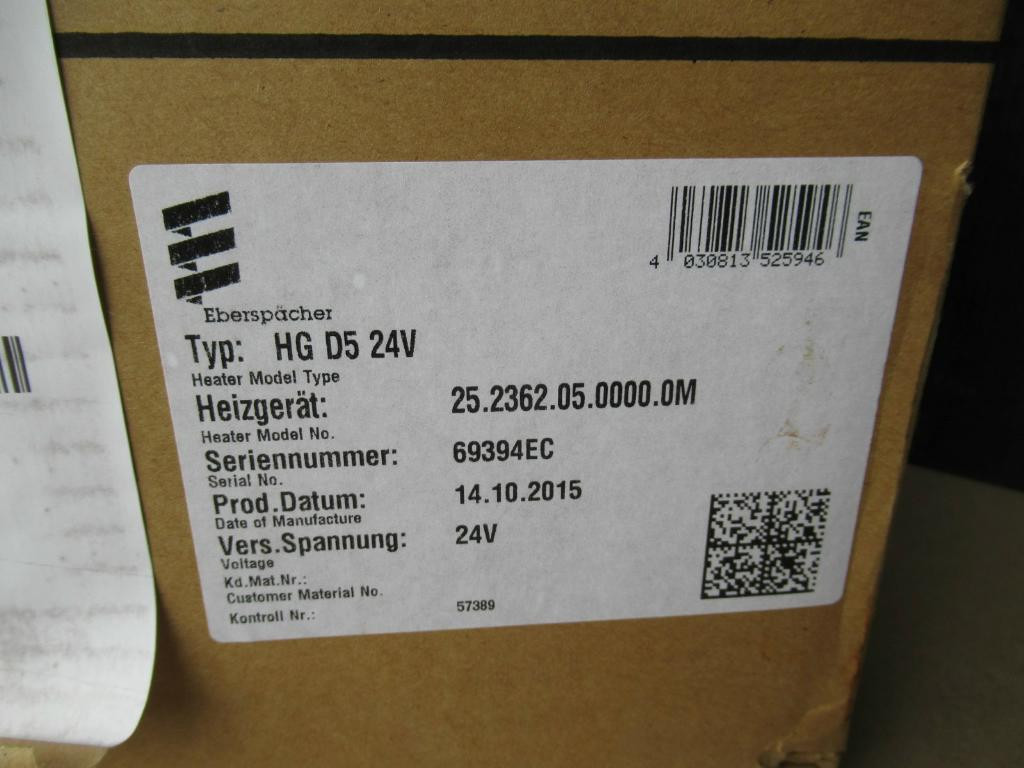 EAN
4 030813 525946
Eberspächer
Typ: HG D5 24V
Heater Model Type
Heizgerät: 25.2362.05.0000.0M
Heater Model No.
Seriennummer: 69394EC
Serial No.
Prod.Datum: 14.10.2015
Date of Manufacture
Vers.Spannung: 24V
Voltage
Kd.Mat.Nr.:
Customer Material No.
Kontroll Nr.: 57389